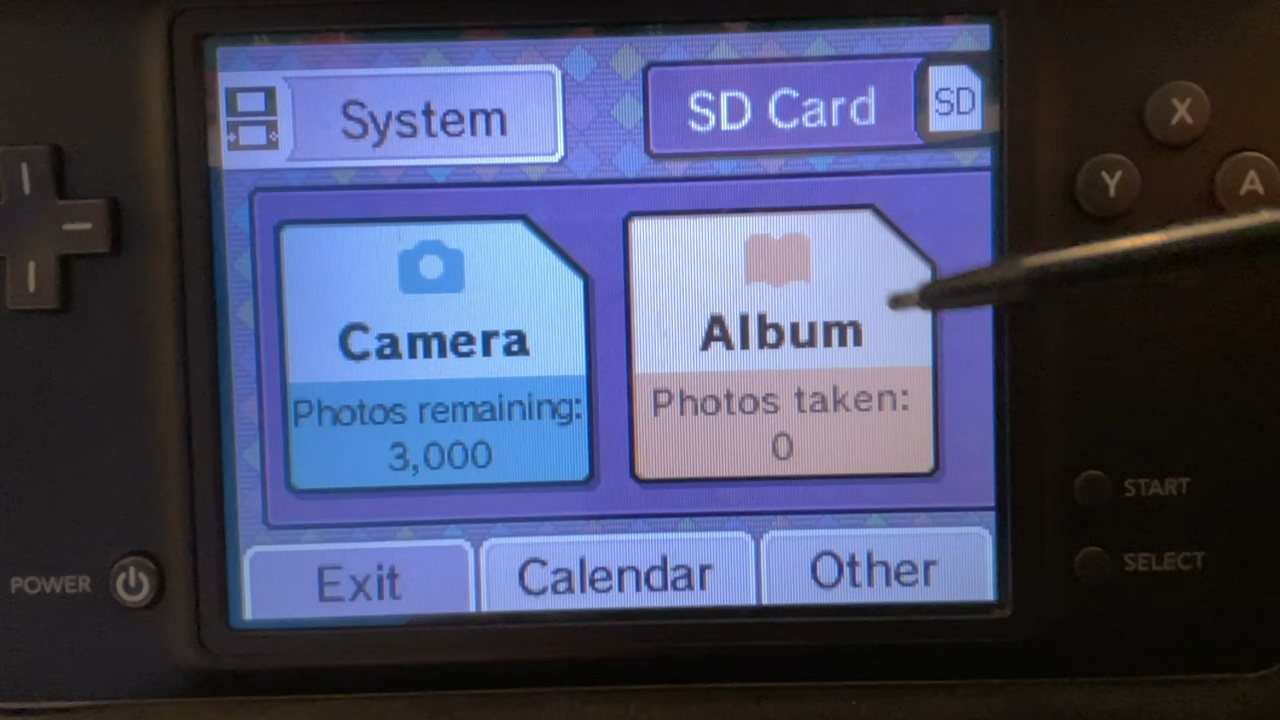 System
SD Card
SD
X
Y
A
Camera
Photos remaining:
3,000
Album
Photos taken:
0
START
SELECT
POWER
Exit
Calendar
Other